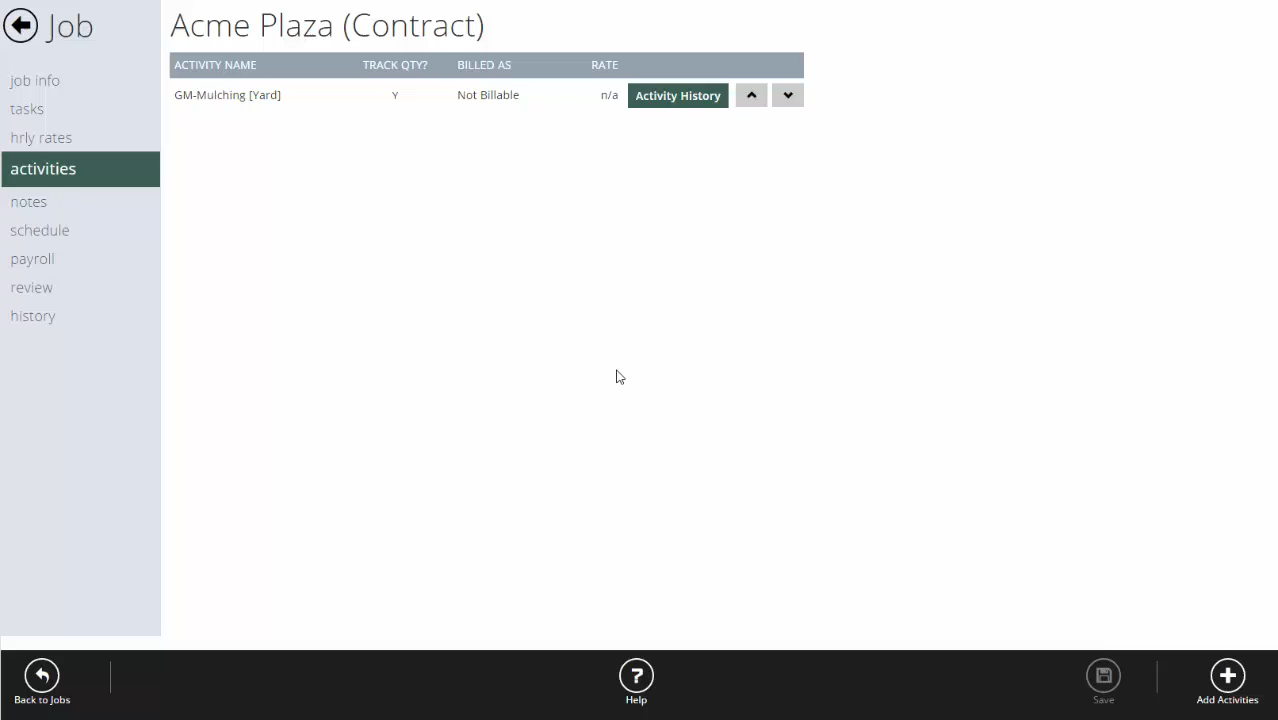 Job
job info
tasks
hrly rates
activities
notes
schedule
payroll
review
history
Acme Plaza (Contract)
ACTIVITY NAME TRACK QTY? BILLED AS RATE
GM-Mulching [Yard] Y Not Billable n/a Activity History
Back to Jobs
? Help
Save
Add Activities